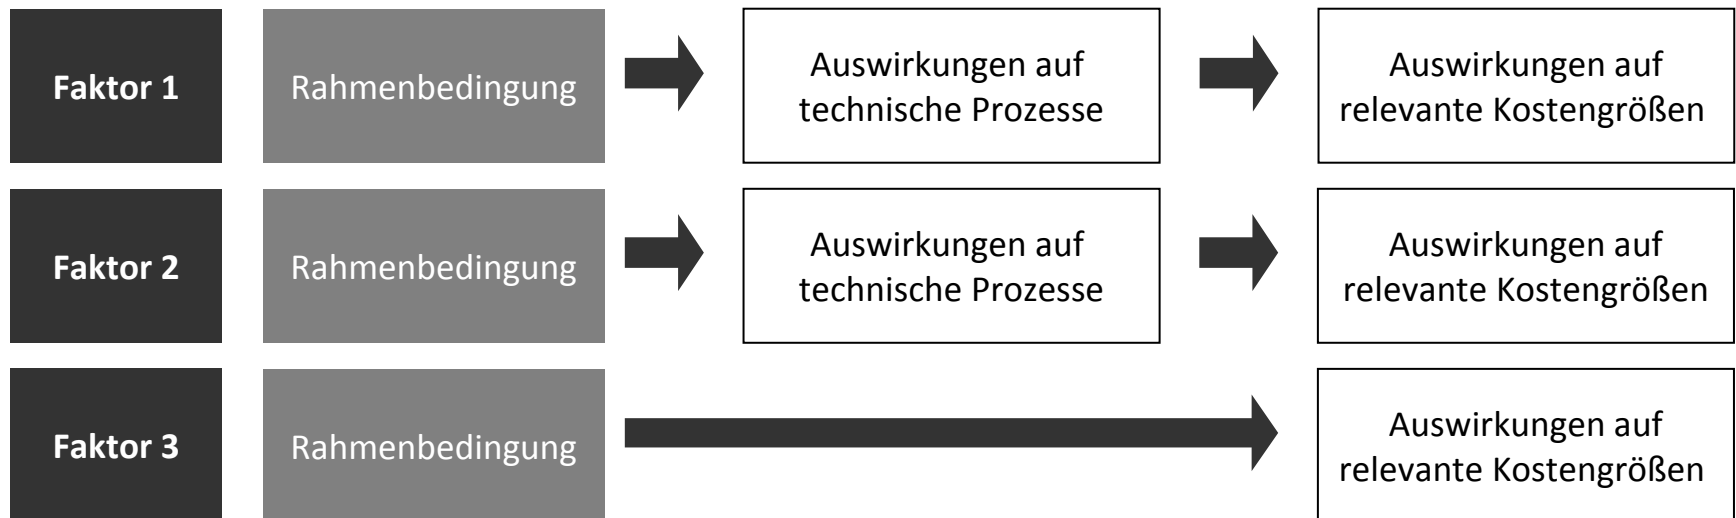 Faktor 1
Rahmenbedingung
Auswirkungen auf
technische Prozesse
Auswirkungen auf
relevante Kostengrößen
Faktor 2
Rahmenbedingung
Auswirkungen auf
technische Prozesse
Auswirkungen auf
relevante Kostengrößen
Faktor 3
Rahmenbedingung
Auswirkungen auf
relevante Kostengrößen